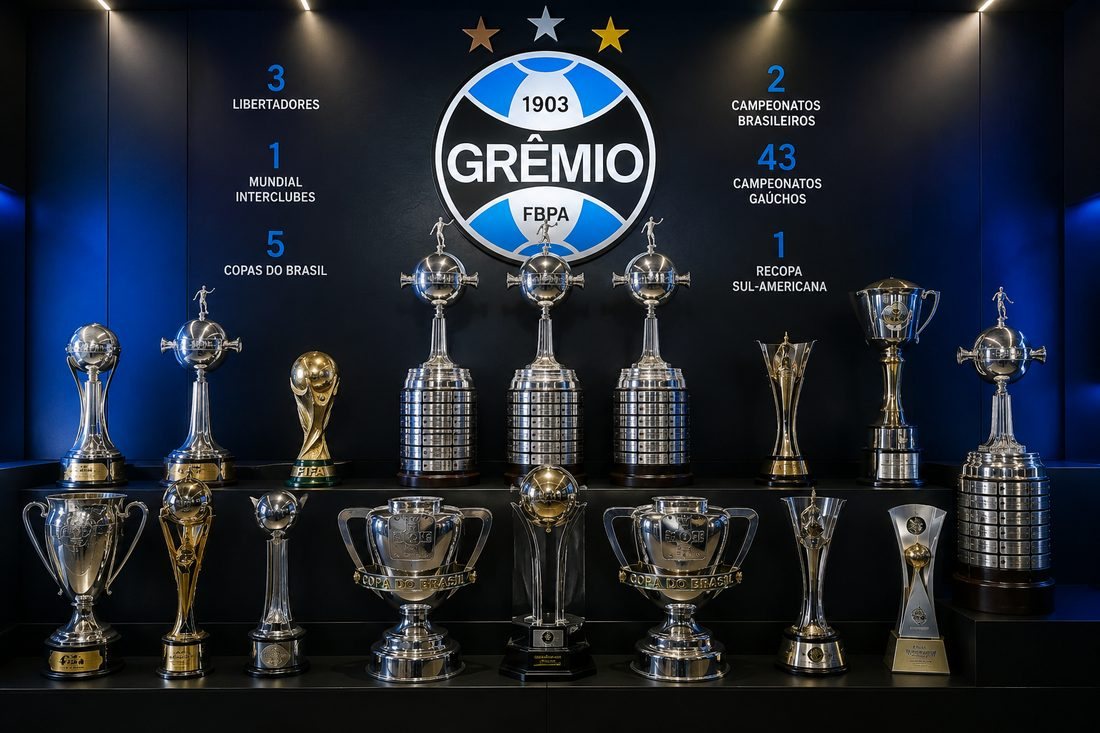 3
LIBERTADORES
1
MUNDIAL
INTERCLUBES
5
COPAS DO BRASIL
1903
GRÊMIO
FBPA
2
CAMPEONATOS
BRASILEIROS
43
CAMPEONATOS
GAÚCHOS
1
RECOPA
SUL-AMERICANA
FIFA
COPA DO BRASIL
COPA DO BRASIL